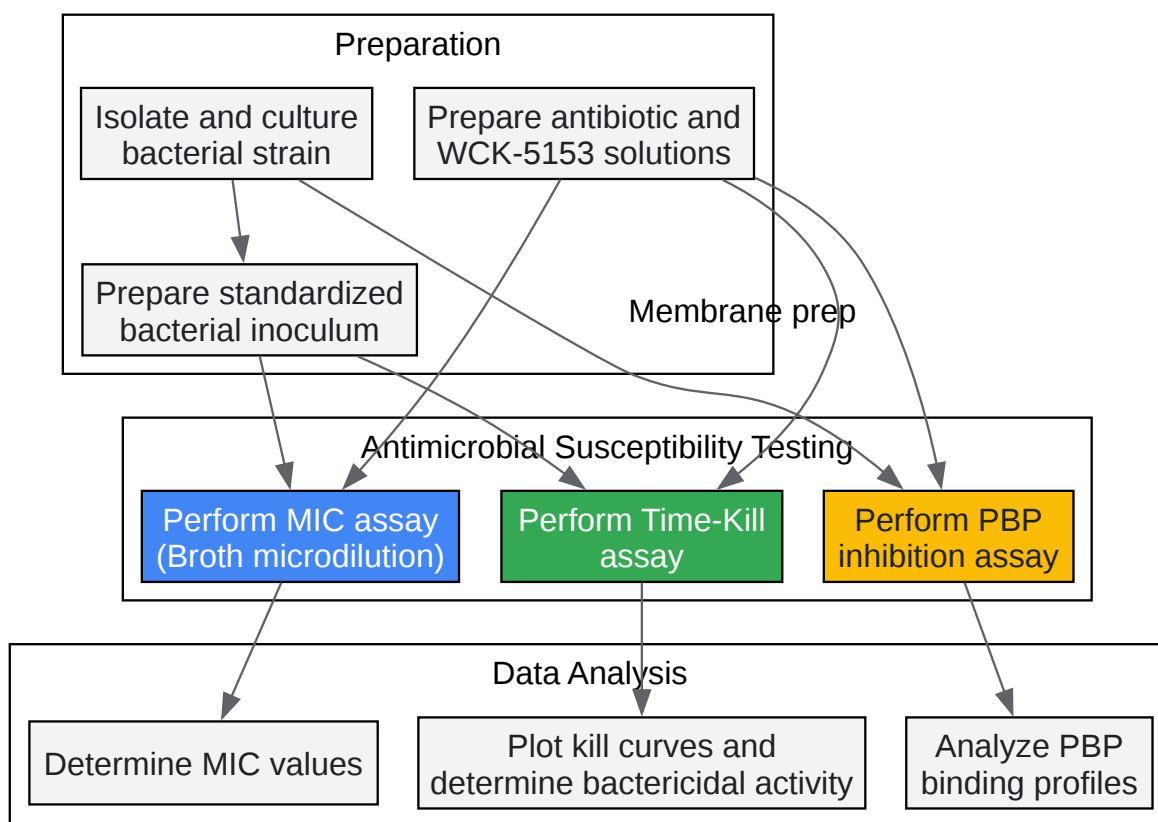 Preparation
Isolate and culture
bacterial strain
Prepare antibiotic and
WCK-5153 solutions
Prepare standardized
bacterial inoculum
Membrane prep
Antimicrobial Susceptibility Testing
Perform MIC assay
(Broth microdilution)
Perform Time-Kill
assay
Perform PBP
inhibition assay
Data Analysis
Determine MIC values
Plot kill curves and
determine bactericidal activity
Analyze PBP
binding profiles